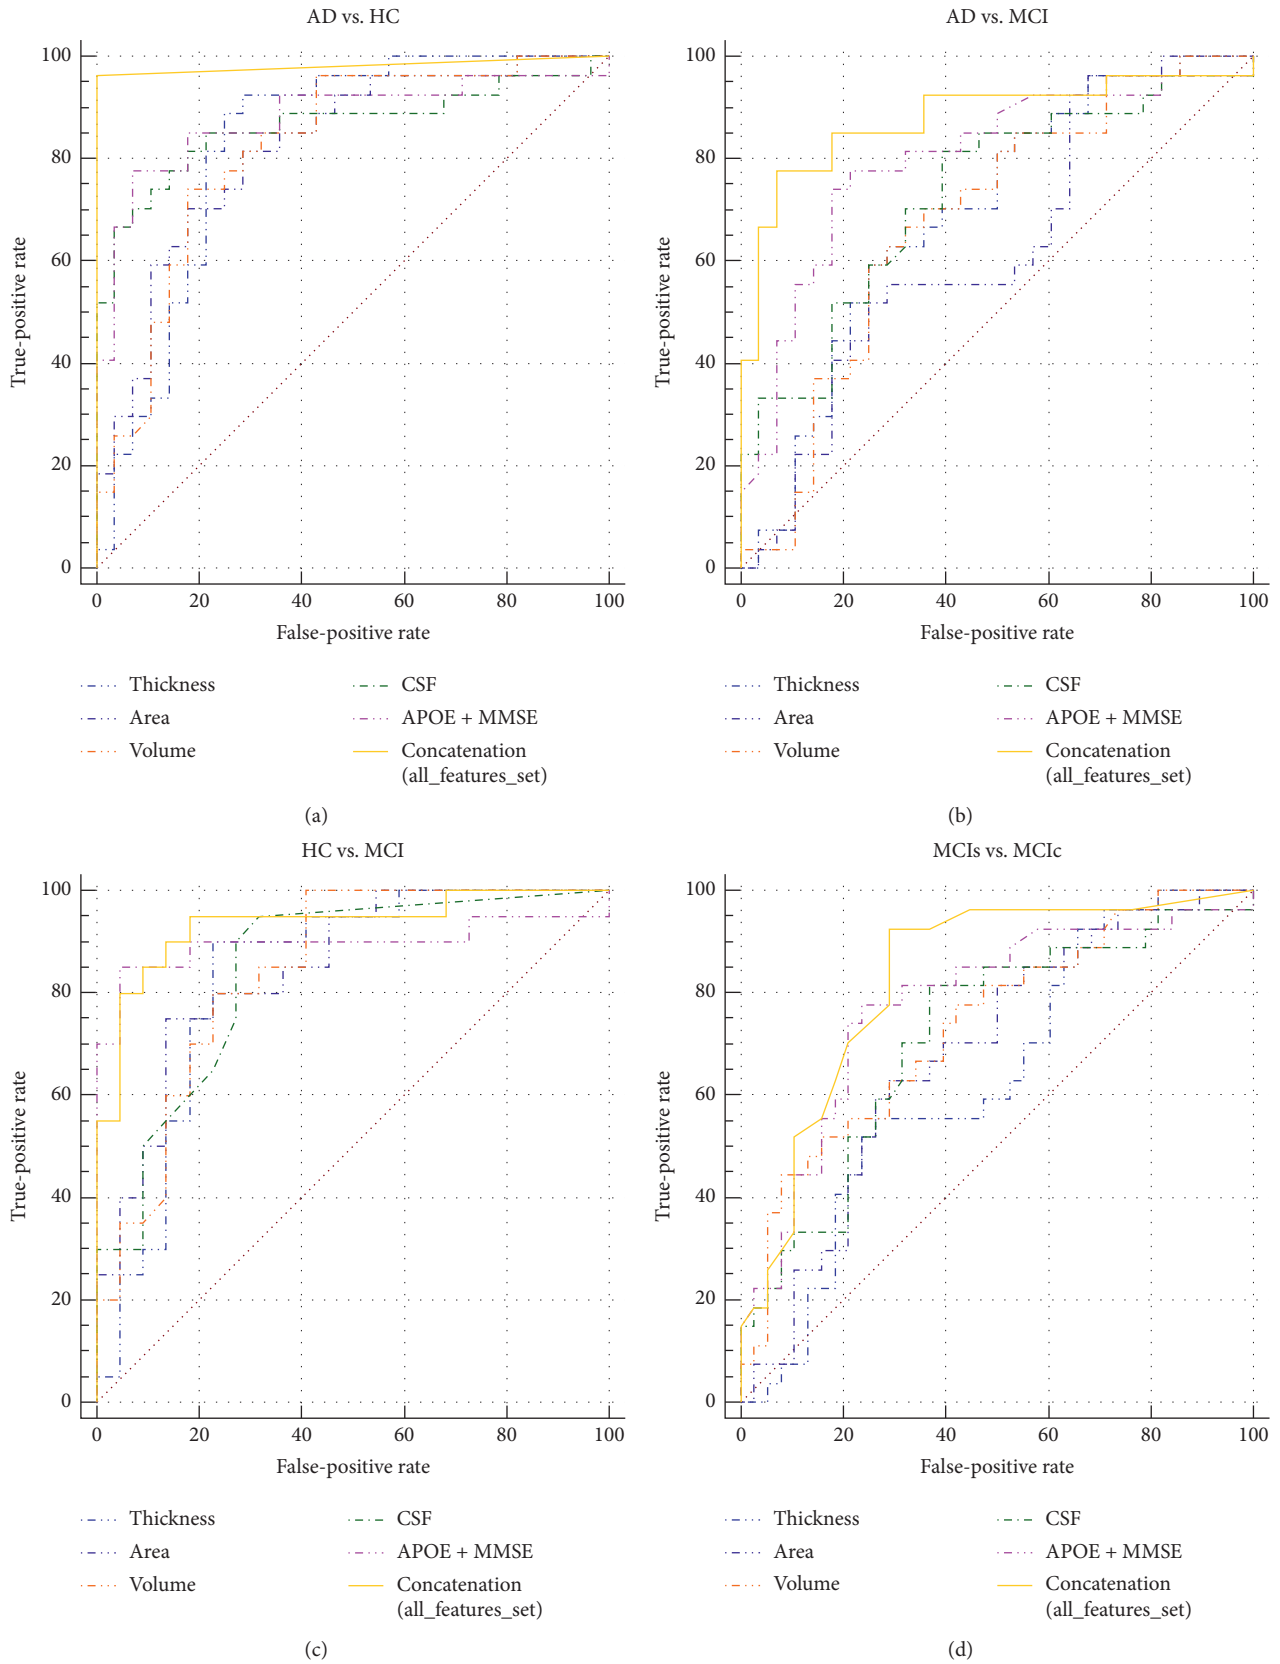 AD vs. HC
100
80
60
40
20
0
True-positive rate
0 20 40 60 80 100
False-positive rate
Thickness
Area
Volume
CSF
APOE + MMSE
Concatenation
(all_features_set)
(a)
AD vs. MCI
100
80
60
40
20
0
True-positive rate
0 20 40 60 80 100
False-positive rate
Thickness
Area
Volume
CSF
APOE + MMSE
Concatenation
(all_features_set)
(b)
HC vs. MCI
100
80
60
40
20
0
True-positive rate
0 20 40 60 80 100
False-positive rate
Thickness
Area
Volume
CSF
APOE + MMSE
Concatenation
(all_features_set)
(c)
MCIs vs. MCIc
100
80
60
40
20
0
True-positive rate
0 20 40 60 80 100
False-positive rate
Thickness
Area
Volume
CSF
APOE + MMSE
Concatenation
(all_features_set)
(d)